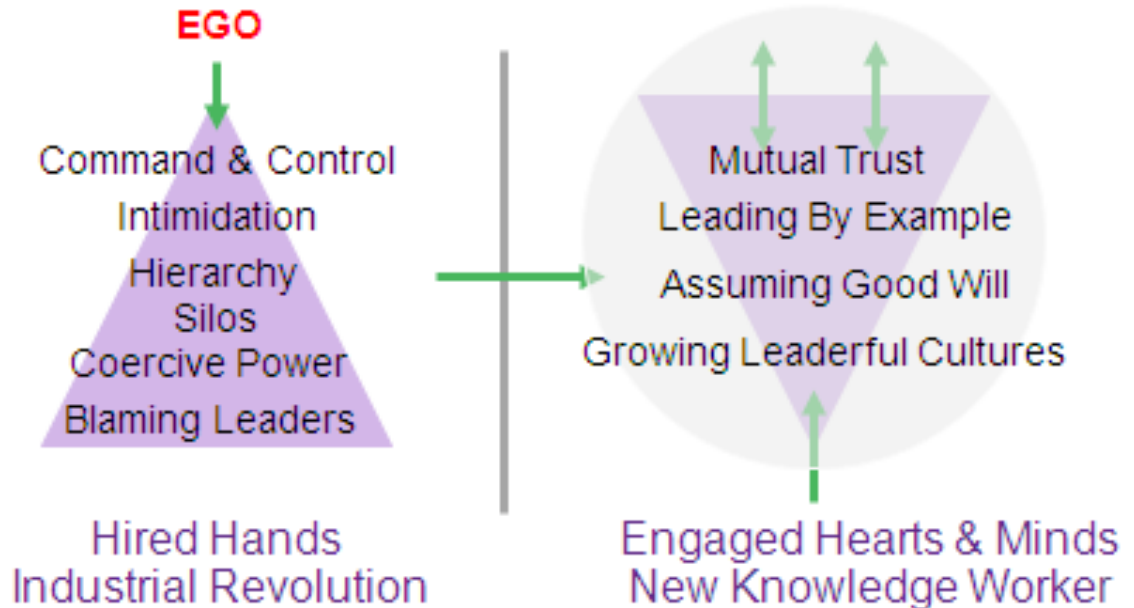 EGO
Command & Control
Intimidation
Hierarchy
Silos
Coercive Power
Blaming Leaders
Hired Hands
Industrial Revolution
Mutual Trust
Leading By Example
Assuming Good Will
Growing Leaderful Cultures
Engaged Hearts & Minds
New Knowledge Worker